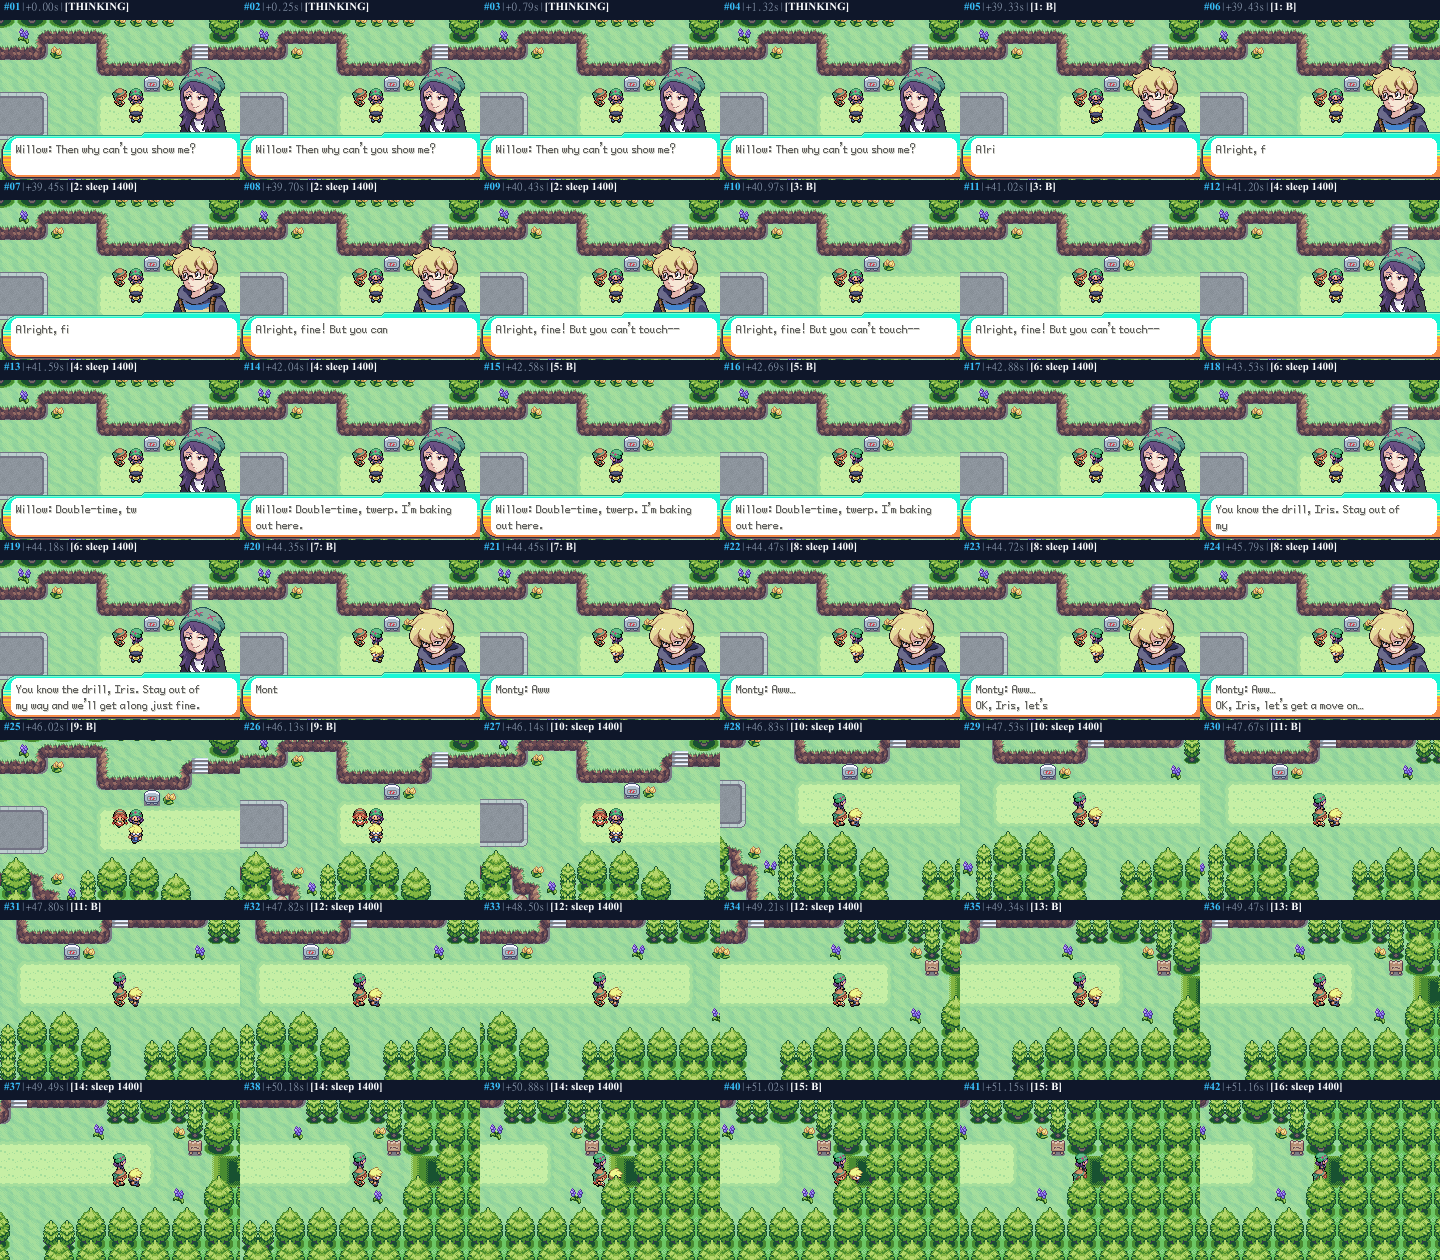 #01 | +0.00s | [THINKING]
Willow: Then why can't you show me?
#02 | +0.25s | [THINKING]
Willow: Then why can't you show me?
#03 | +0.79s | [THINKING]
Willow: Then why can't you show me?
#04 | +1.32s | [THINKING]
Willow: Then why can't you show me?
#05 | +39.33s | [1: B]
Alri
#06 | +39.43s | [1: B]
Alright, f
#07 | +39.45s | [2: sleep 1400]
Alright, fi
#08 | +39.70s | [2: sleep 1400]
Alright, fine! But you can
#09 | +40.43s | [2: sleep 1400]
Alright, fine! But you can't touch--
#10 | +40.97s | [3: B]
Alright, fine! But you can't touch--
#11 | +41.02s | [3: B]
Alright, fine! But you can't touch--
#12 | +41.20s | [4: sleep 1400]
#13 | +41.59s | [4: sleep 1400]
Willow: Double-time, tw
#14 | +42.04s | [4: sleep 1400]
Willow: Double-time, twerp. I'm baking
out here.
#15 | +42.58s | [5: B]
Willow: Double-time, twerp. I'm baking
out here.
#16 | +42.69s | [5: B]
Willow: Double-time, twerp. I'm baking
out here.
#17 | +42.88s | [6: sleep 1400]
#18 | +43.53s | [6: sleep 1400]
You know the drill, Iris. Stay out of
my
#19 | +44.18s | [6: sleep 1400]
You know the drill, Iris. Stay out of
my way and we'll get along just fine.
#20 | +44.35s | [7: B]
Mont
#21 | +44.45s | [7: B]
Monty: Aww
#22 | +44.47s | [8: sleep 1400]
Monty: Aww...
#23 | +44.72s | [8: sleep 1400]
Monty: Aww...
OK, Iris, let's
#24 | +45.79s | [8: sleep 1400]
Monty: Aww...
OK, Iris, let's get a move on...
#25 | +46.02s | [9: B]
#26 | +46.13s | [9: B]
#27 | +46.14s | [10: sleep 1400]
#28 | +46.83s | [10: sleep 1400]
#29 | +47.53s | [10: sleep 1400]
#30 | +47.67s | [11: B]
#31 | +47.80s | [11: B]
#32 | +47.82s | [12: sleep 1400]
#33 | +48.50s | [12: sleep 1400]
#34 | +49.21s | [12: sleep 1400]
#35 | +49.34s | [13: B]
#36 | +49.47s | [13: B]
#37 | +49.49s | [14: sleep 1400]
#38 | +50.18s | [14: sleep 1400]
#39 | +50.88s | [14: sleep 1400]
#40 | +51.02s | [15: B]
#41 | +51.15s | [15: B]
#42 | +51.16s | [16: sleep 1400]